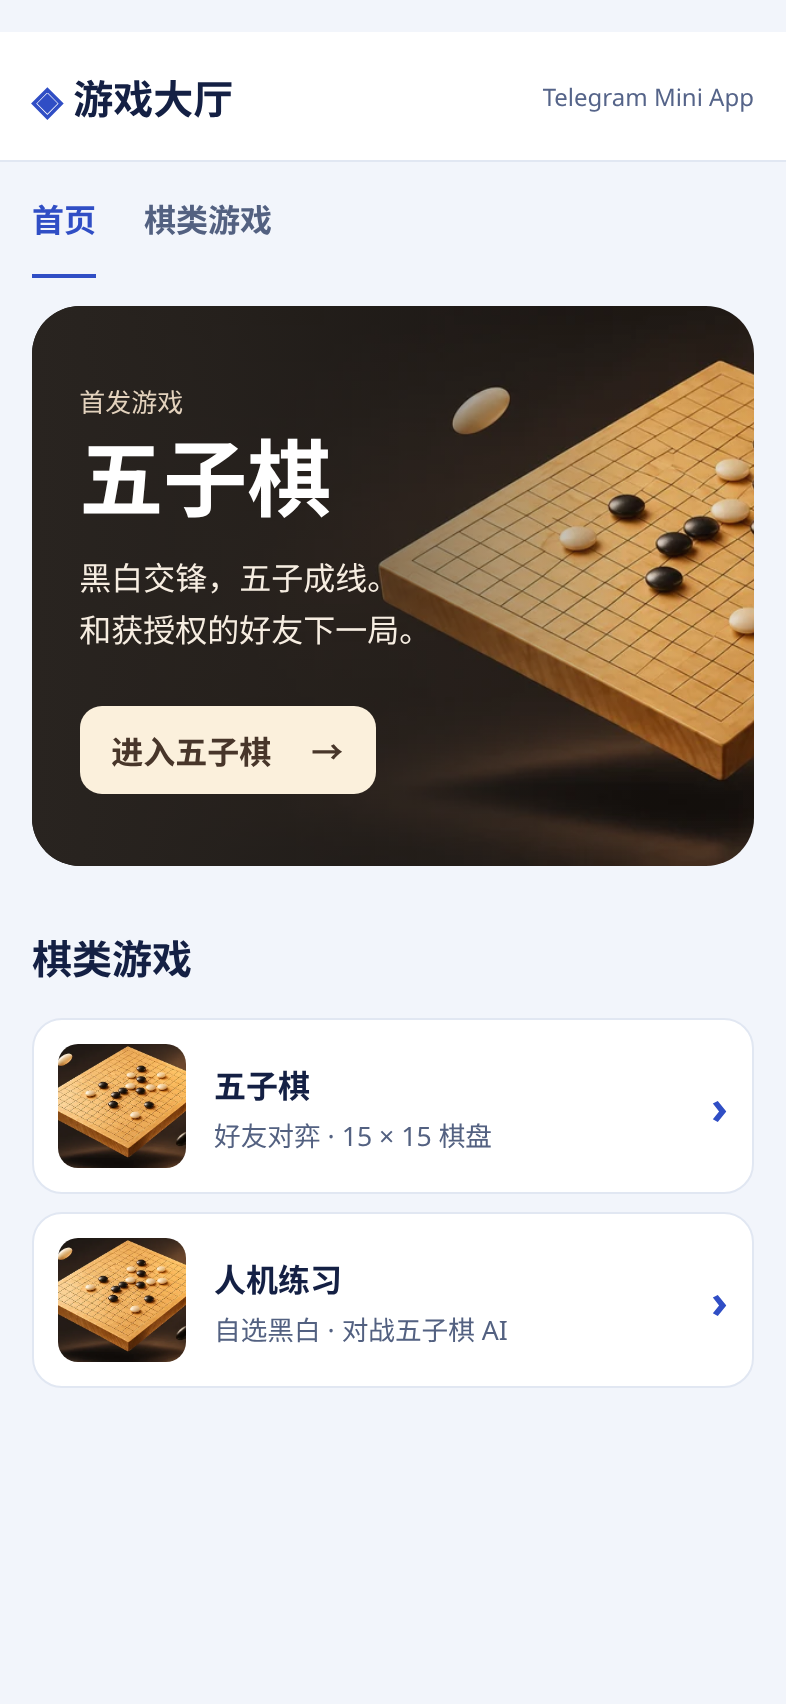 游戏大厅
Telegram Mini App
首页
棋类游戏
首发游戏
五子棋
黑白交锋，五子成线。
和获授权的好友下一局。
进入五子棋 →
棋类游戏
五子棋
好友对弈 · 15 × 15 棋盘
人机练习
自选黑白 · 对战五子棋 AI